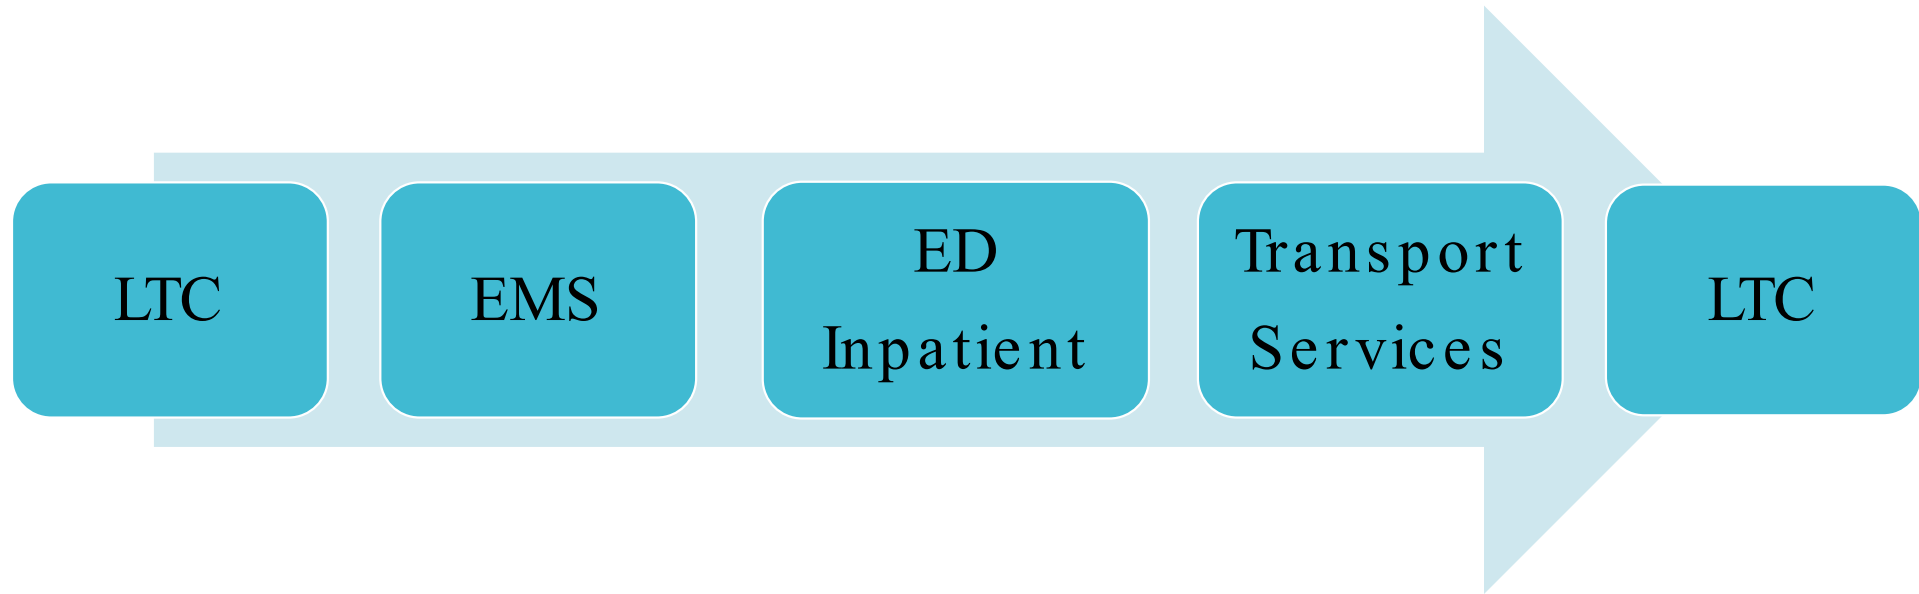 LTC
EMS
ED
Inpatient
Transport
Services
LTC